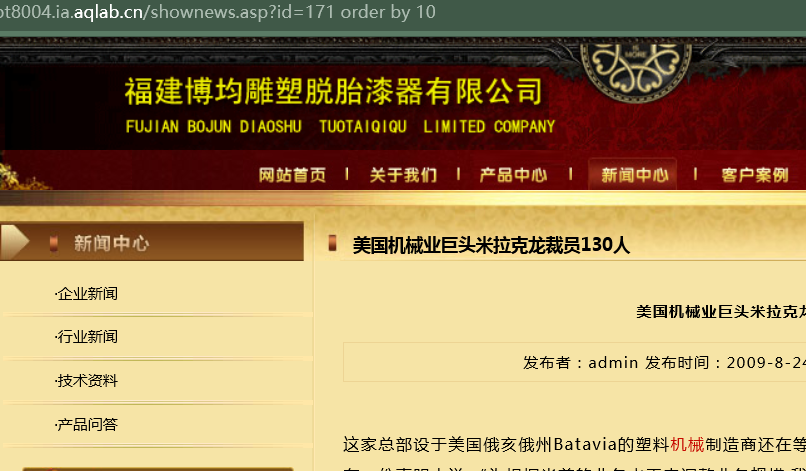 ot8004.ia.aqlab.cn/shownews.asp?id=171 order by 10
IS
MORE
福建博均雕塑脱胎漆器有限公司
FUJIAN BOJUN DIAOSHU TUOTAIQIQU LIMITED COMPANY
网站首页 | 关于我们 | 产品中心 | 新闻中心 | 客户案例
新闻中心
美国机械业巨头米拉克龙裁员130人
·企业新闻
·行业新闻
·技术资料
·产品问答
美国机械业巨头米拉克龙
发布者：admin 发布时间：2009-8-24
这家总部设于美国俄亥俄州Batavia的塑料机械制造商还在等